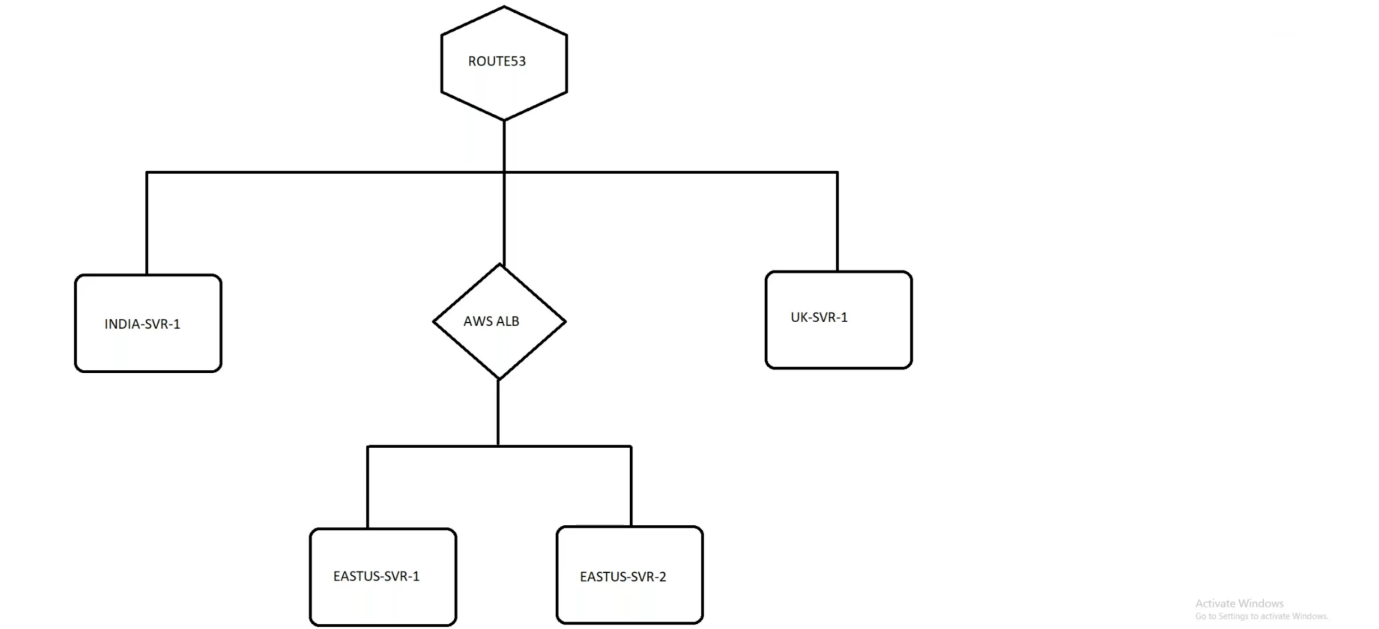 ROUTE53
INDIA-SVR-1
AWS ALB
UK-SVR-1
EASTUS-SVR-1
EASTUS-SVR-2
Activate Windows
Go to Settings to activate Windows.